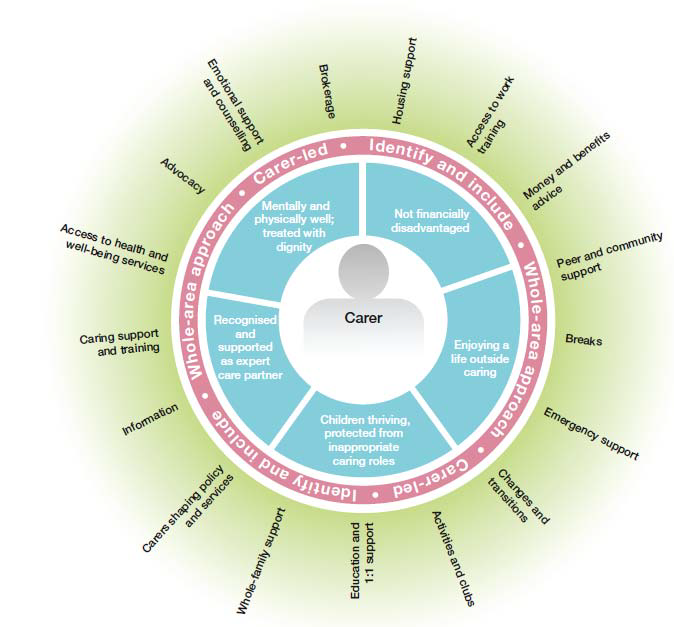 Emotional support
and counselling
Brokerage
Housing support
Access to work
training
Money and benefits
advice
Peer and community
support
Breaks
Emergency support
Changes and
transitions
Activities and clubs
Education and
1:1 support
Whole-family support
Carers shaping policy
and services
Information
Caring support
and training
Access to health and
well-being services
Advocacy
Carer-led • Identify and include • Whole-area approach • Carer-led • Identify and include • Whole-area approach •
Mentally and
physically well;
treated with
dignity
Not financially
disadvantaged
Enjoying a
life outside
caring
Children thriving,
protected from
inappropriate
caring roles
Recognised
and
supported
as expert
care partner
Carer